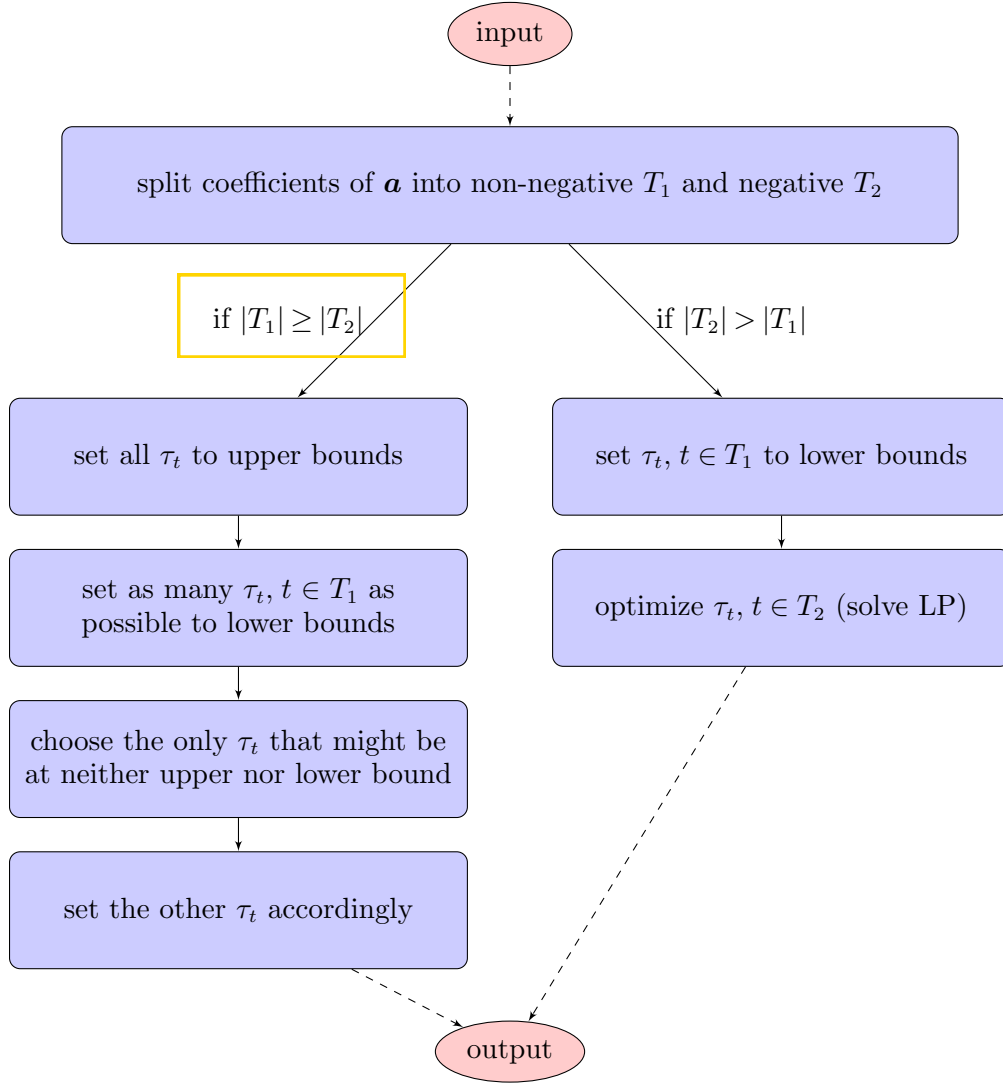 input
split coefficients of 𝒂 into non-negative T₁ and negative T₂
if |T₁| ≥ |T₂|
if |T₂| > |T₁|
set all τₜ to upper bounds
set τₜ, t ∈ T₁ to lower bounds
set as many τₜ, t ∈ T₁ as
possible to lower bounds
optimize τₜ, t ∈ T₂ (solve LP)
choose the only τₜ that might be
at neither upper nor lower bound
set the other τₜ accordingly
output